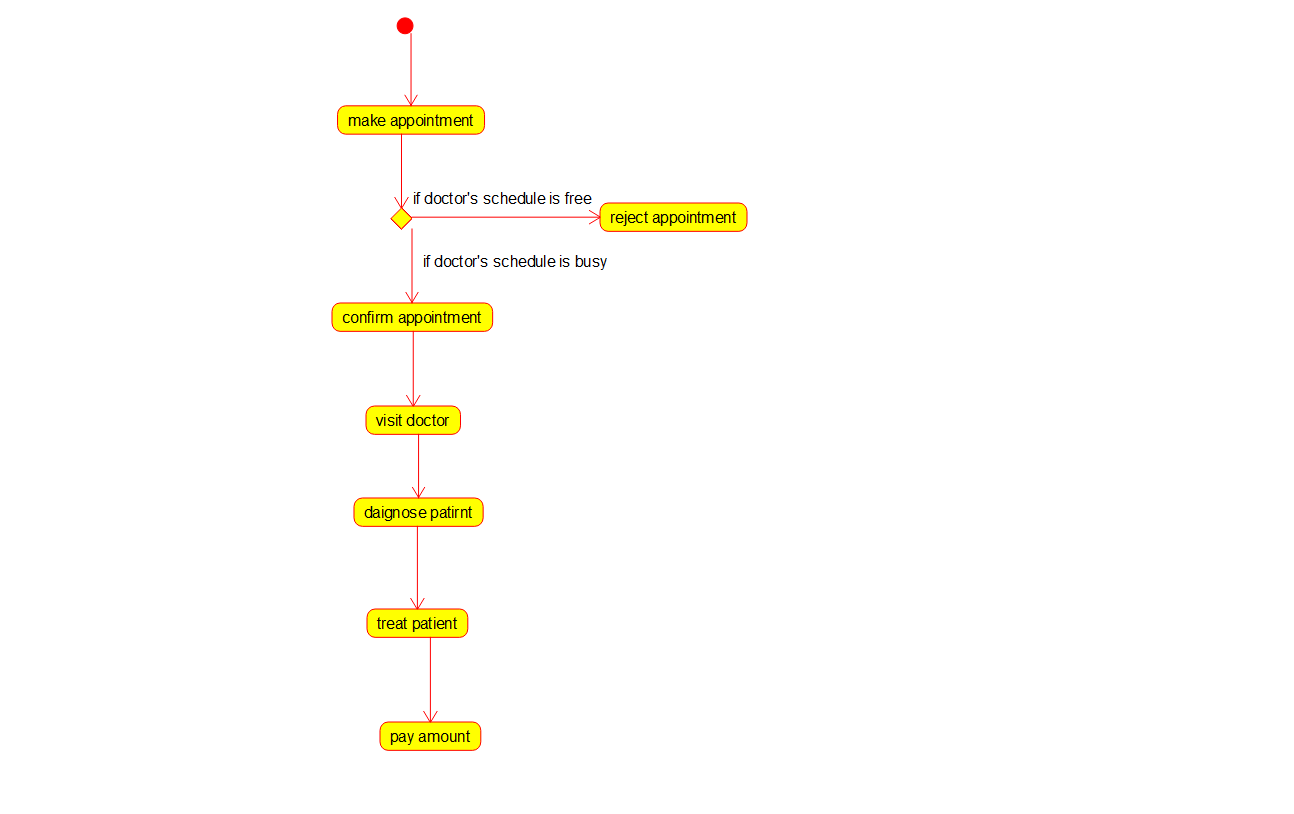 make appointment
if doctor's schedule is free
reject appointment
if doctor's schedule is busy
confirm appointment
visit doctor
daignose patirnt
treat patient
pay amount